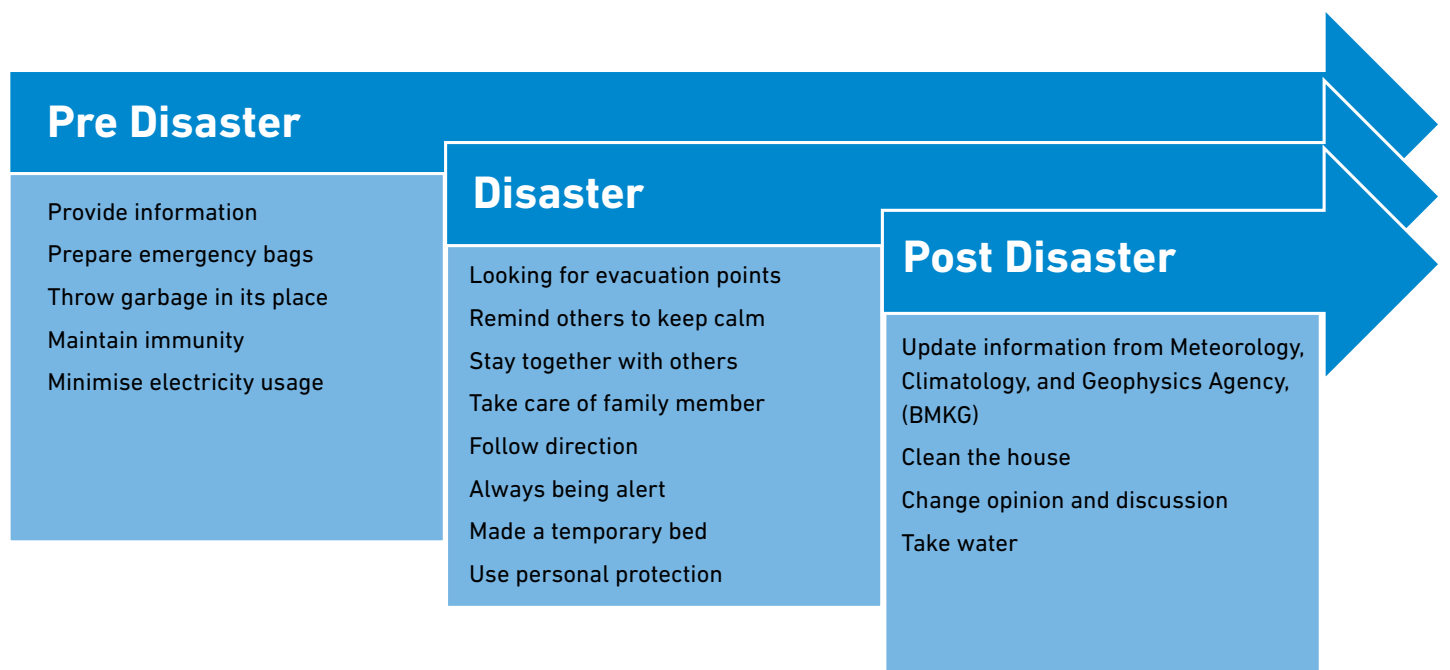 Pre Disaster
Provide information
Prepare emergency bags
Throw garbage in its place
Maintain immunity
Minimise electricity usage
Disaster
Looking for evacuation points
Remind others to keep calm
Stay together with others
Take care of family member
Follow direction
Always being alert
Made a temporary bed
Use personal protection
Post Disaster
Update information from Meteorology,
Climatology, and Geophysics Agency,
(BMKG)
Clean the house
Change opinion and discussion
Take water